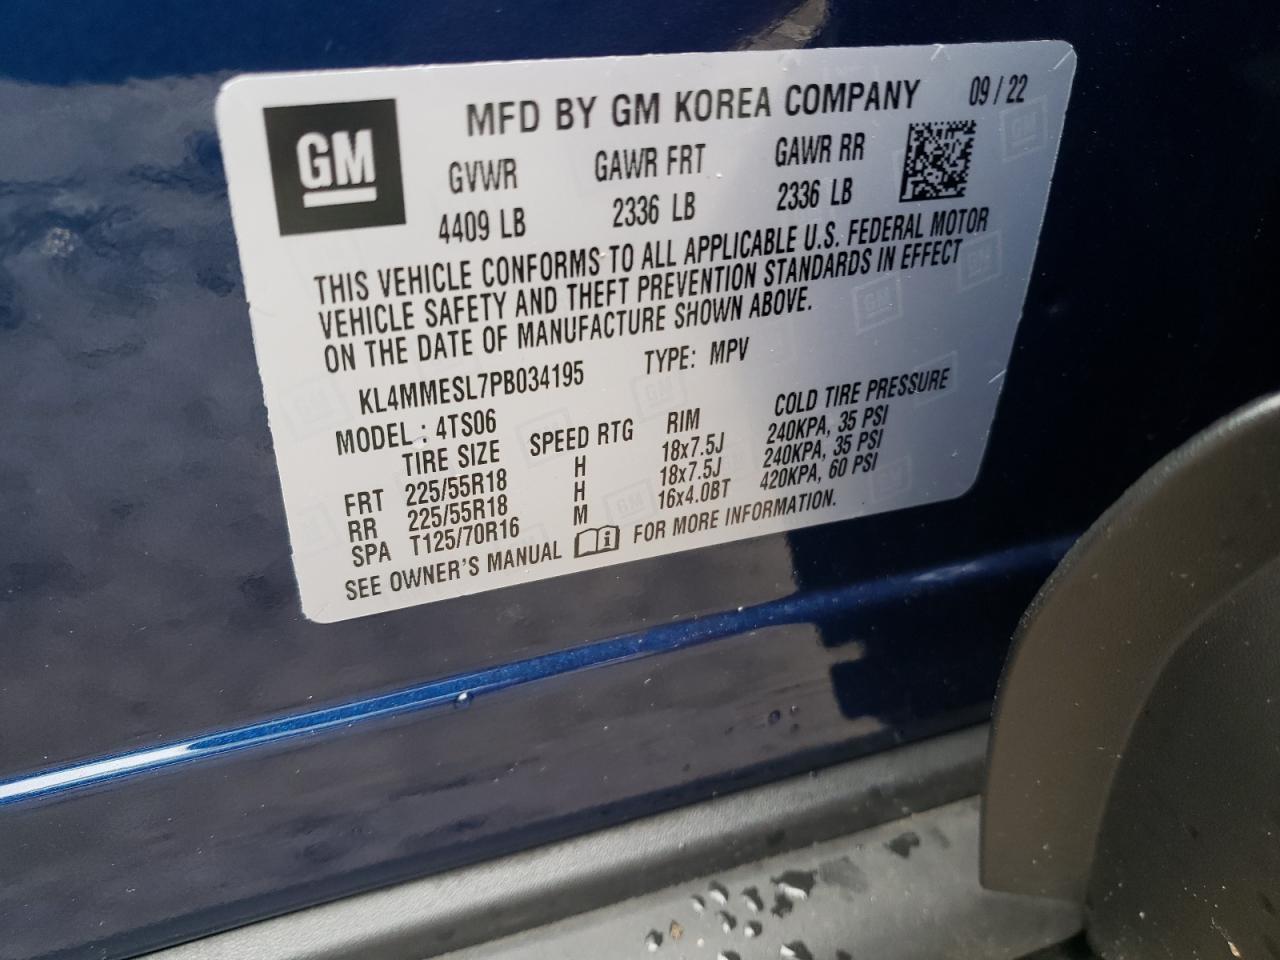 GM MFD BY GM KOREA COMPANY 09 / 22
GVWR GAWR FRT GAWR RR
4409 LB 2336 LB 2336 LB
THIS VEHICLE CONFORMS TO ALL APPLICABLE U.S. FEDERAL MOTOR
VEHICLE SAFETY AND THEFT PREVENTION STANDARDS IN EFFECT
ON THE DATE OF MANUFACTURE SHOWN ABOVE.
KL4MMESL7PB034195 TYPE: MPV
MODEL : 4TS06
TIRE SIZE SPEED RTG RIM COLD TIRE PRESSURE
FRT 225/55R18 H 18x7.5J 240KPA, 35 PSI
RR 225/55R18 H 18x7.5J 240KPA, 35 PSI
SPA T125/70R16 M 16x4.0BT 420KPA, 60 PSI
SEE OWNER'S MANUAL FOR MORE INFORMATION.